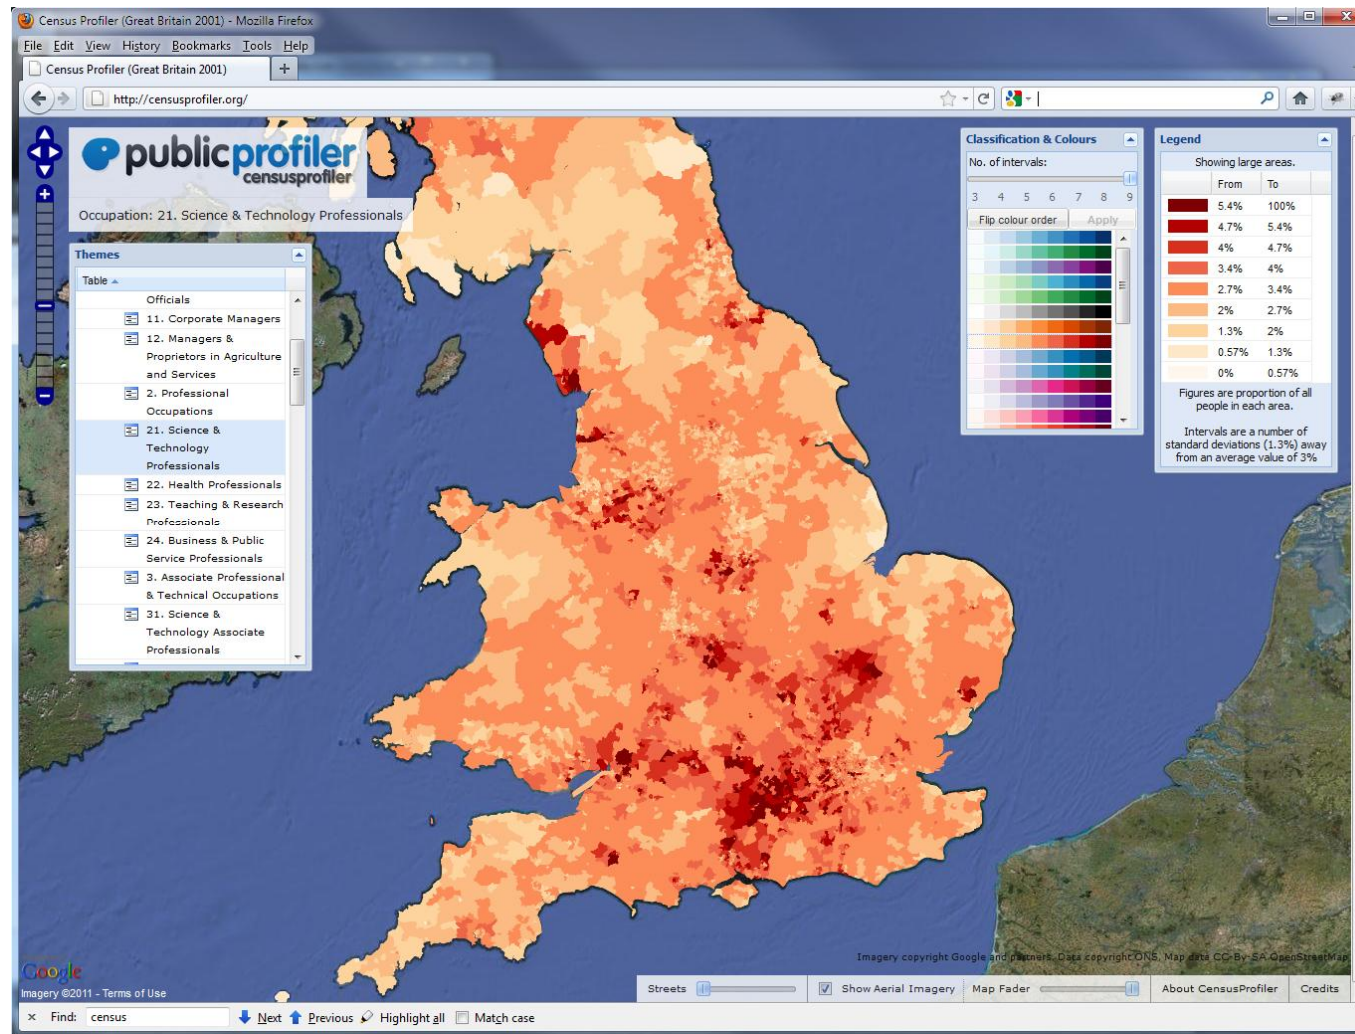 Census Profiler (Great Britain 2001) - Mozilla Firefox
File Edit View History Bookmarks Tools Help
Census Profiler (Great Britain 2001)
http://censusprofiler.org/
publicprofiler
censusprofiler
Occupation: 21. Science & Technology Professionals
Themes
Table
Officials
11. Corporate Managers
12. Managers &
Proprietors in Agriculture
and Services
2. Professional
Occupations
21. Science &
Technology
Professionals
22. Health Professionals
23. Teaching & Research
Professionals
24. Business & Public
Service Professionals
3. Associate Professional
& Technical Occupations
31. Science &
Technology Associate
Professionals
Classification & Colours
No. of intervals:
3 4 5 6 7 8 9
Flip colour order Apply
Legend
Showing large areas.
From To
5.4% 100%
4.7% 5.4%
4% 4.7%
3.4% 4%
2.7% 3.4%
2% 2.7%
1.3% 2%
0.57% 1.3%
0% 0.57%
Figures are proportion of all
people in each area.
Intervals are a number of
standard deviations (1.3%) away
from an average value of 3%
Imagery copyright Google and partners, Data copyright ONS, Map data CC-By-SA OpenStreetMap
Google
Imagery ©2011 - Terms of Use
Streets Show Aerial Imagery Map Fader About CensusProfiler Credits
× Find: census Next Previous Highlight all Match case